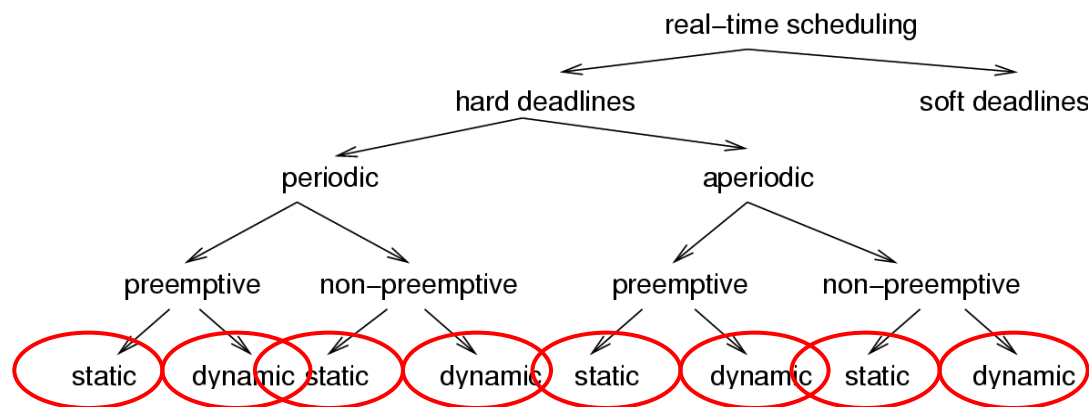 real−time scheduling
hard deadlines soft deadlines
periodic aperiodic
preemptive non−preemptive preemptive non−preemptive
static dynamic static dynamic static dynamic static dynamic